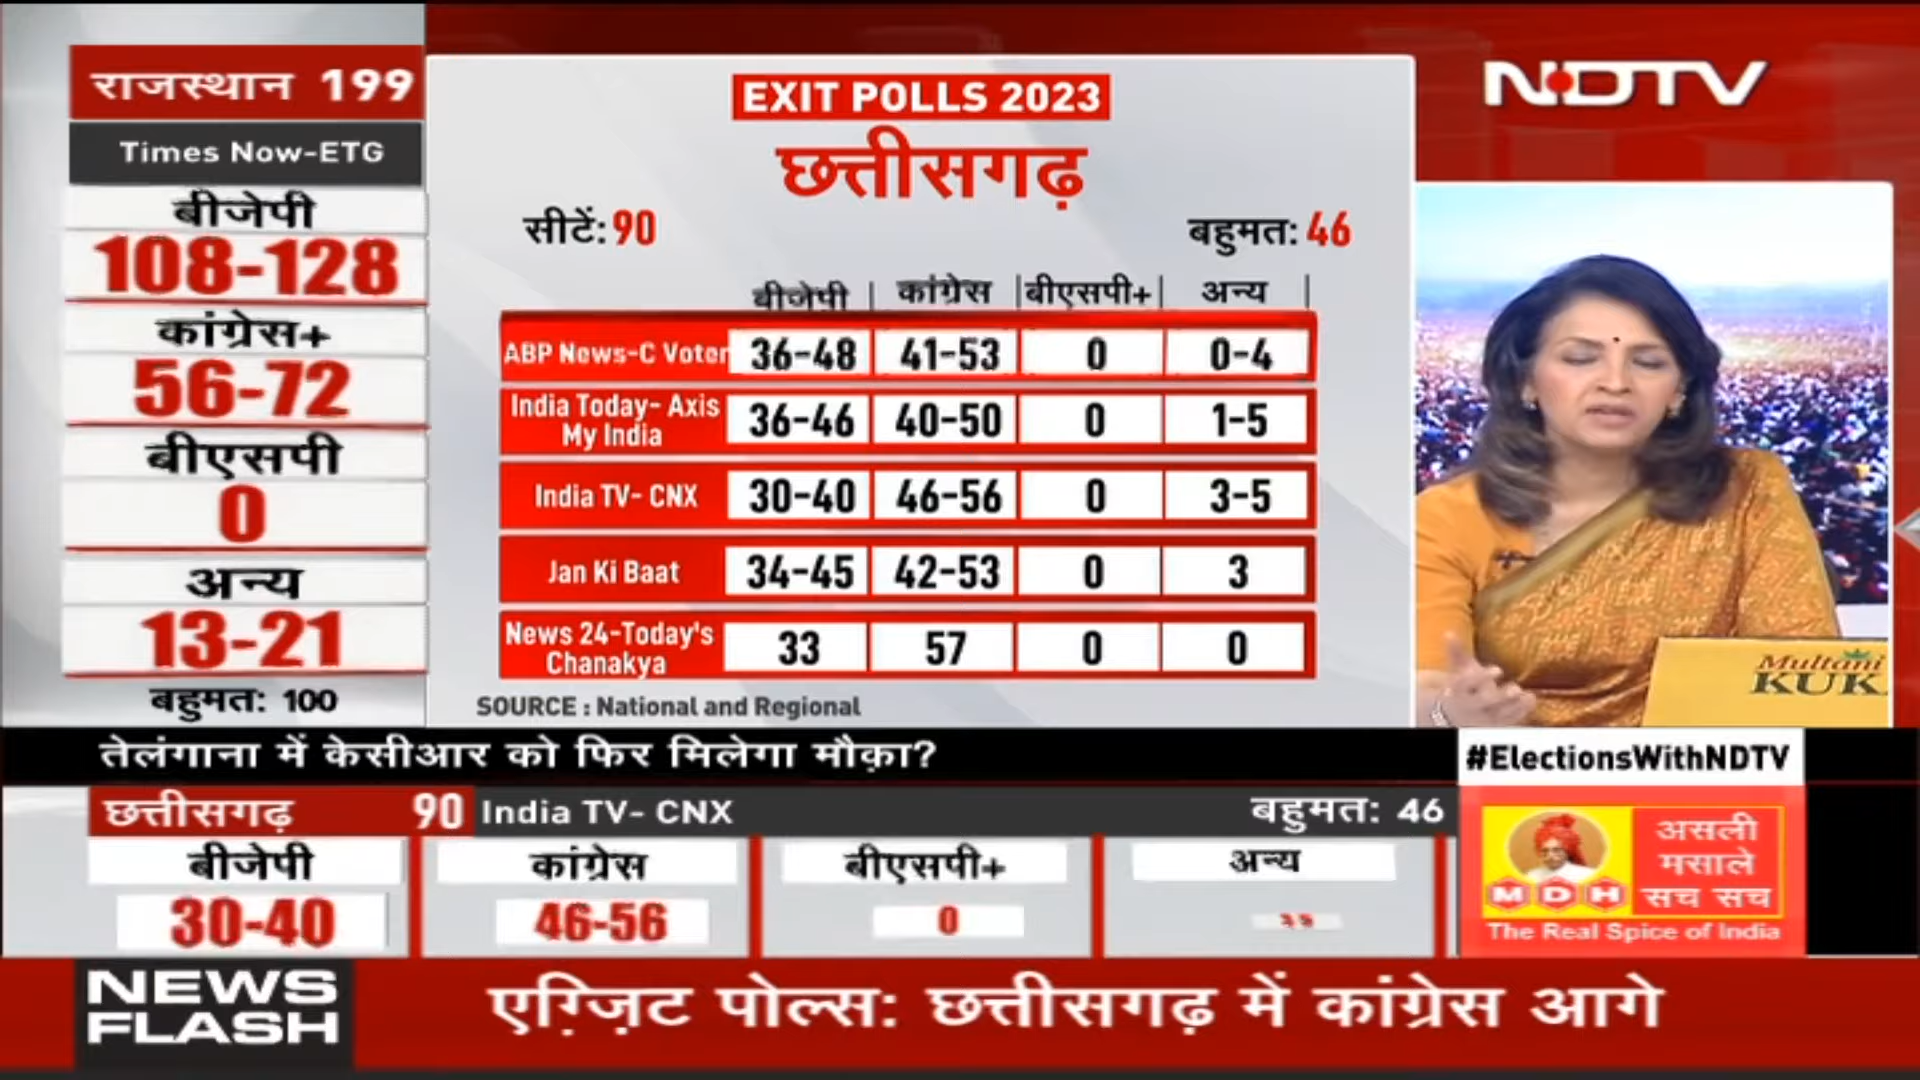 राजस्थान 199
Times Now-ETG
बीजेपी
108-128
कांग्रेस+
56-72
बीएसपी
0
अन्य
13-21
बहुमत: 100
EXIT POLLS 2023
छत्तीसगढ़
सीटें: 90
बहुमत: 46
बीजेपी कांग्रेस बीएसपी+ अन्य
ABP News-C Voter 36-48 41-53 0 0-4
India Today- Axis My India 36-46 40-50 0 1-5
India TV- CNX 30-40 46-56 0 3-5
Jan Ki Baat 34-45 42-53 0 3
News 24-Today's Chanakya 33 57 0 0
SOURCE : National and Regional
NDTV
Multani
KUK
तेलंगाना में केसीआर को फिर मिलेगा मौक़ा?
#ElectionsWithNDTV
छत्तीसगढ़ 90 India TV- CNX बहुमत: 46
बीजेपी कांग्रेस बीएसपी+ अन्य
30-40 46-56 0
MDH
असली
मसाले
सच सच
The Real Spice of India
NEWS
FLASH
एग्ज़िट पोल्स: छत्तीसगढ़ में कांग्रेस आगे